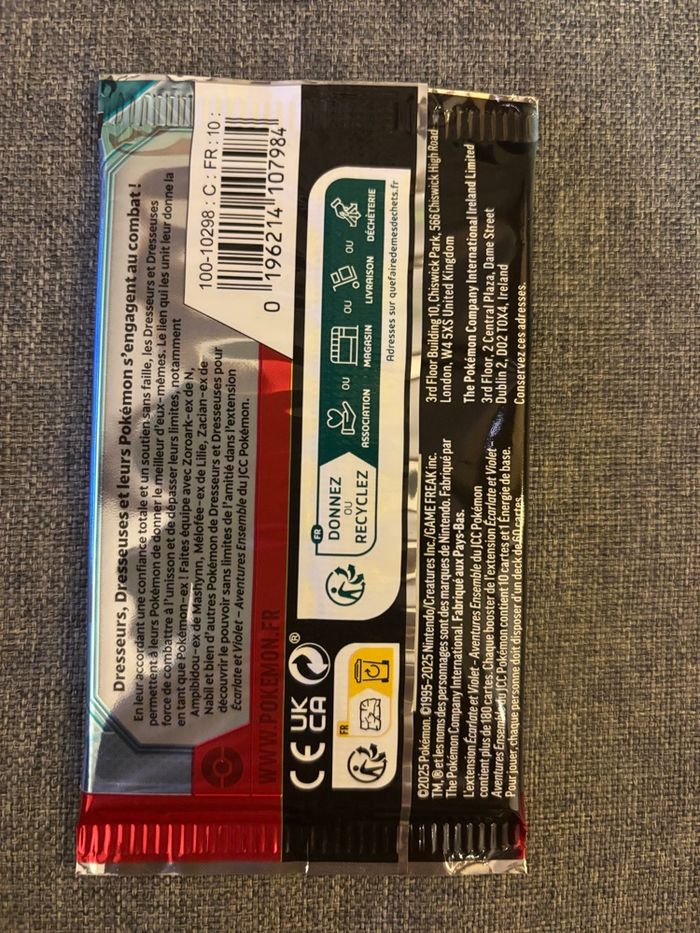 Dresseurs, Dresseuses et leurs Pokémon s'engagent au combat !
En leur accordant une confiance totale et un soutien sans faille, les Dresseurs et Dresseuses
permettent à leurs Pokémon de donner le meilleur d'eux-mêmes. Le lien qui les unit leur donne la
force de combattre à l'unisson et de dépasser leurs limites, notamment
en tant que Pokémon-ex ! Faites équipe avec Zoroark-ex de N,
Amphibidou-ex de Mashynn, Mélofée-ex de Lilie, Zacian-ex de
Nabil et bien d'autres Pokémon de Dresseurs et Dresseuses pour
découvrir le pouvoir sans limites de l'amitié dans l'extension
Écarlate et Violet – Aventures Ensemble du JCC Pokémon.
100-10298 : C : FR : 10 :
0 196214 107984
WWW.POKEMON.FR
CE UK
CA
®
FR
FR
DONNEZ
OU
RECYCLEZ
ASSOCIATION OU MAGASIN OU LIVRAISON OU DÉCHÈTERIE
Adresses sur quefairedemesdechets.fr
©2025 Pokémon. ©1995-2025 Nintendo/Creatures Inc./GAME FREAK inc.
TM, ® et les noms des personnages sont des marques de Nintendo. Fabriqué par
The Pokémon Company International. Fabriqué aux Pays-Bas.
L'extension Écarlate et Violet – Aventures Ensemble du JCC Pokémon
contient plus de 180 cartes. Chaque booster de l'extension Écarlate et Violet –
Aventures Ensemble du JCC Pokémon contient 10 cartes et 1 Énergie de base.
Pour jouer, chaque personne doit disposer d'un deck de 60 cartes.
3rd Floor Building 10, Chiswick Park, 566 Chiswick High Road
London, W4 5XS United Kingdom
The Pokémon Company International Ireland Limited
3rd Floor, 2 Central Plaza, Dame Street
Dublin 2, D02 T0X4, Ireland
Conservez ces adresses.